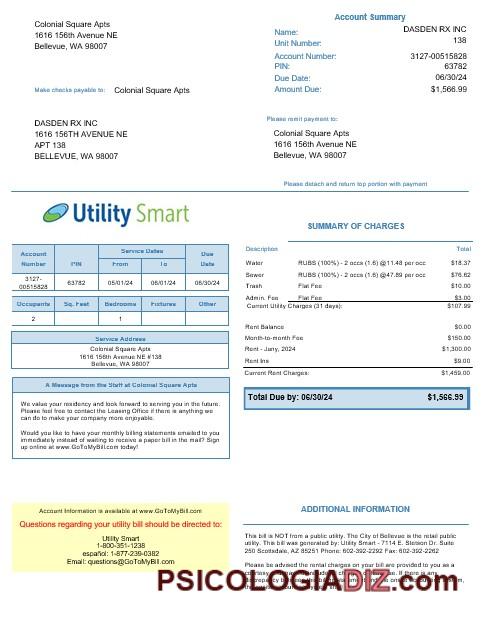 Colonial Square Apts
1616 156th Avenue NE
Bellevue, WA 98007
Make checks payable to: Colonial Square Apts
DASDEN RX INC
1616 156TH AVENUE NE
APT 138
BELLEVUE, WA 98007
Account Summary
Name: DASDEN RX INC
Unit Number: 138
Account Number: 3127-00515828
PIN: 63782
Due Date: 06/30/24
Amount Due: $1,566.99
Please remit payment to:
Colonial Square Apts
1616 156th Avenue NE
Bellevue, WA 98007
Please detach and return top portion with payment
Utility Smart
Account Number PIN Service Dates From To Due Date
3127-00515828 63782 05/01/24 06/01/24 06/30/24
Occupants Sq. Feet Bedrooms Fixtures Other
2 1
Service Address
Colonial Square Apts
1616 156th Avenue NE #138
BELLEVUE, WA 98007
A Message from the Staff at Colonial Square Apts
We value your residency and look forward to serving you in the future.
Please feel free to contact the Leasing Office if there is anything we
can do to make your community more enjoyable.
Would you like to have your monthly billing statements emailed to you
immediately instead of waiting to receive a paper bill in the mail? Sign
up online at www.GoToMyBill.com today!
SUMMARY OF CHARGES
Description Total
Water RUBS (100%) - 2 occs (1.6) @11.48 per occ $18.37
Sewer RUBS (100%) - 2 occs (1.6) @47.89 per occ $76.62
Trash Flat Fee $10.00
Admin. Fee Flat Fee $3.00
Current Utility Charges (31 days): $107.99
Rent Balance $0.00
Month-to-month Fee $150.00
Rent - Jany, 2024 $1,300.00
Rent Ins $9.00
Current Rent Charges: $1,459.00
Total Due by: 06/30/24 $1,566.99
Account Information is available at www.GoToMyBill.com
Questions regarding your utility bill should be directed to:
Utility Smart
1-800-351-1238
español: 1-877-239-0382
Email: questions@GoToMyBill.com
ADDITIONAL INFORMATION
This bill is NOT from a public utility. The City of Bellevue is the retail public
utility. This bill was generated by: Utility Smart - 7114 E. Stetson Dr. Suite
250 Scottsdale, AZ 85251 Phone: 602-392-2292 Fax: 602-392-2262
Please be advised the rental charges on your bill are provided to you as a
PSICOLOGIADIZ.com